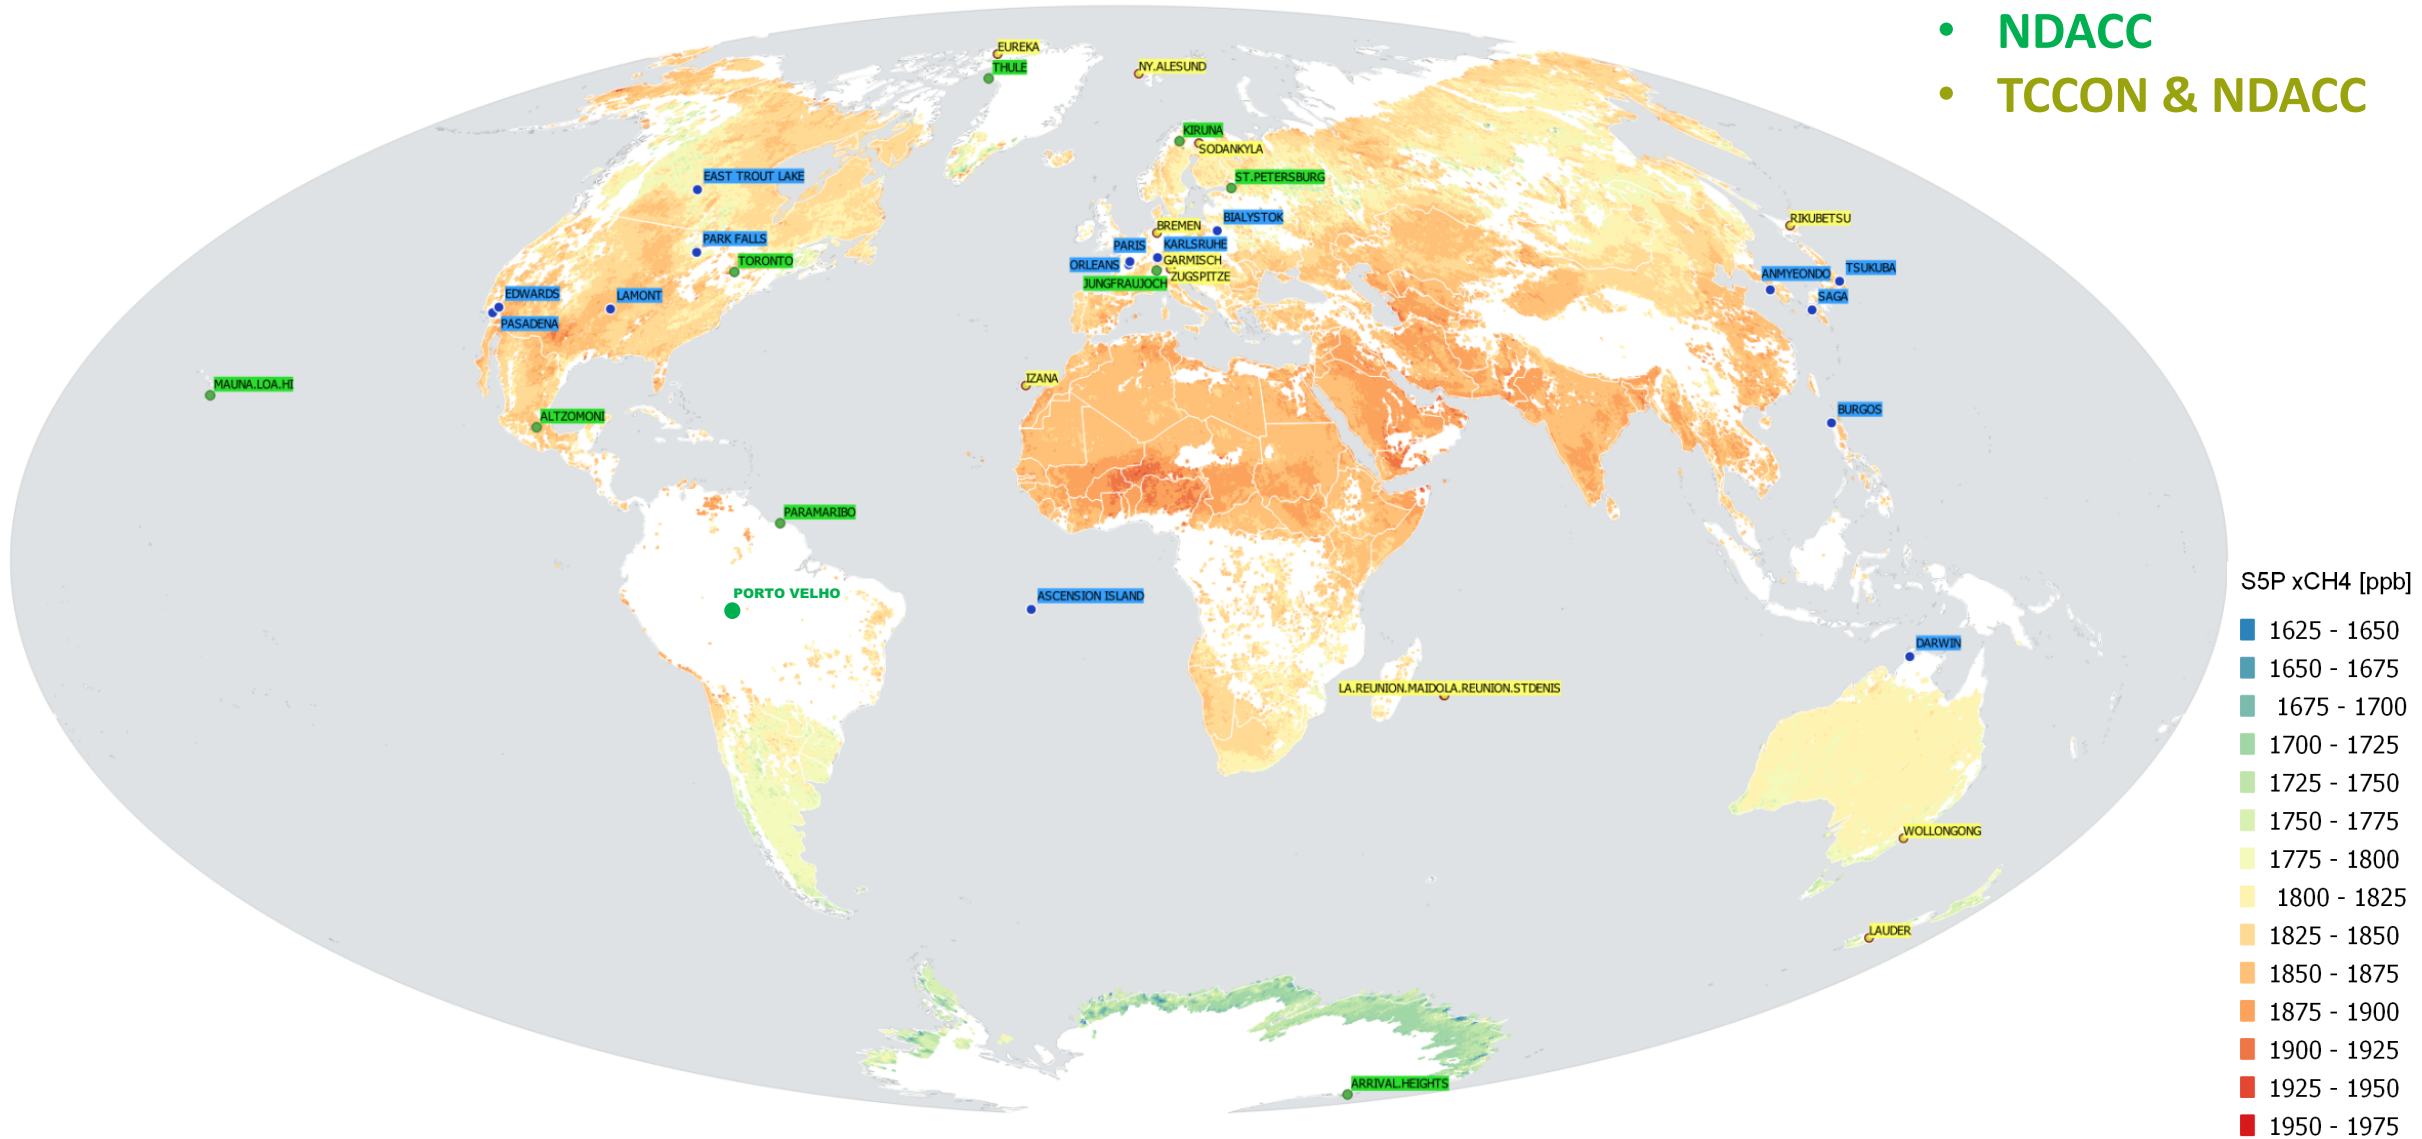 • NDACC
• TCCON & NDACC
EUREKA
THULE
NY.ALESUND
KIRUNA
SODANKYLA
EAST TROUT LAKE
ST.PETERSBURG
BREMEN
BIALYSTOK
RIKUBETSU
PARK FALLS
PARIS
KARLSRUHE
TORONTO
ORLEANS
GARMISCH
ZUGSPITZE
JUNGFRAUJOCH
ANMYEONDO
TSUKUBA
EDWARDS
LAMONT
SAGA
PASADENA
MAUNA.LOA.HI
IZANA
ALTZOMONI
BURGOS
PARAMARIBO
PORTO VELHO
ASCENSION ISLAND
DARWIN
LA.REUNION.MAIDOLA.REUNION.STDENIS
WOLLONGONG
LAUDER
ARRIVAL.HEIGHTS
S5P xCH4 [ppb]
1625 - 1650
1650 - 1675
1675 - 1700
1700 - 1725
1725 - 1750
1750 - 1775
1775 - 1800
1800 - 1825
1825 - 1850
1850 - 1875
1875 - 1900
1900 - 1925
1925 - 1950
1950 - 1975